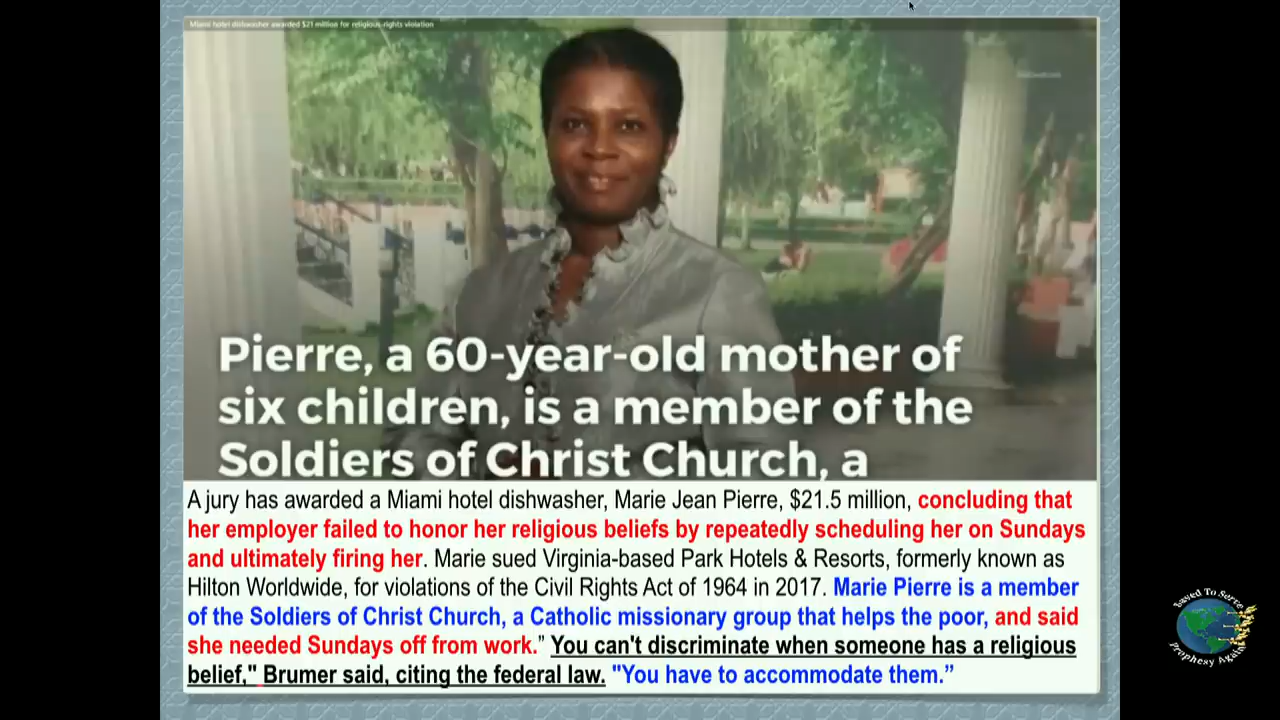 Miami hotel dishwasher awarded $21 million for religious-rights violation
Pierre, a 60-year-old mother of
six children, is a member of the
Soldiers of Christ Church, a
A jury has awarded a Miami hotel dishwasher, Marie Jean Pierre, $21.5 million, concluding that
her employer failed to honor her religious beliefs by repeatedly scheduling her on Sundays
and ultimately firing her. Marie sued Virginia-based Park Hotels & Resorts, formerly known as
Hilton Worldwide, for violations of the Civil Rights Act of 1964 in 2017. Marie Pierre is a member
of the Soldiers of Christ Church, a Catholic missionary group that helps the poor, and said
she needed Sundays off from work.” You can't discriminate when someone has a religious
belief," Brumer said, citing the federal law. "You have to accommodate them.”
Saved To Serve
Prophesy Again